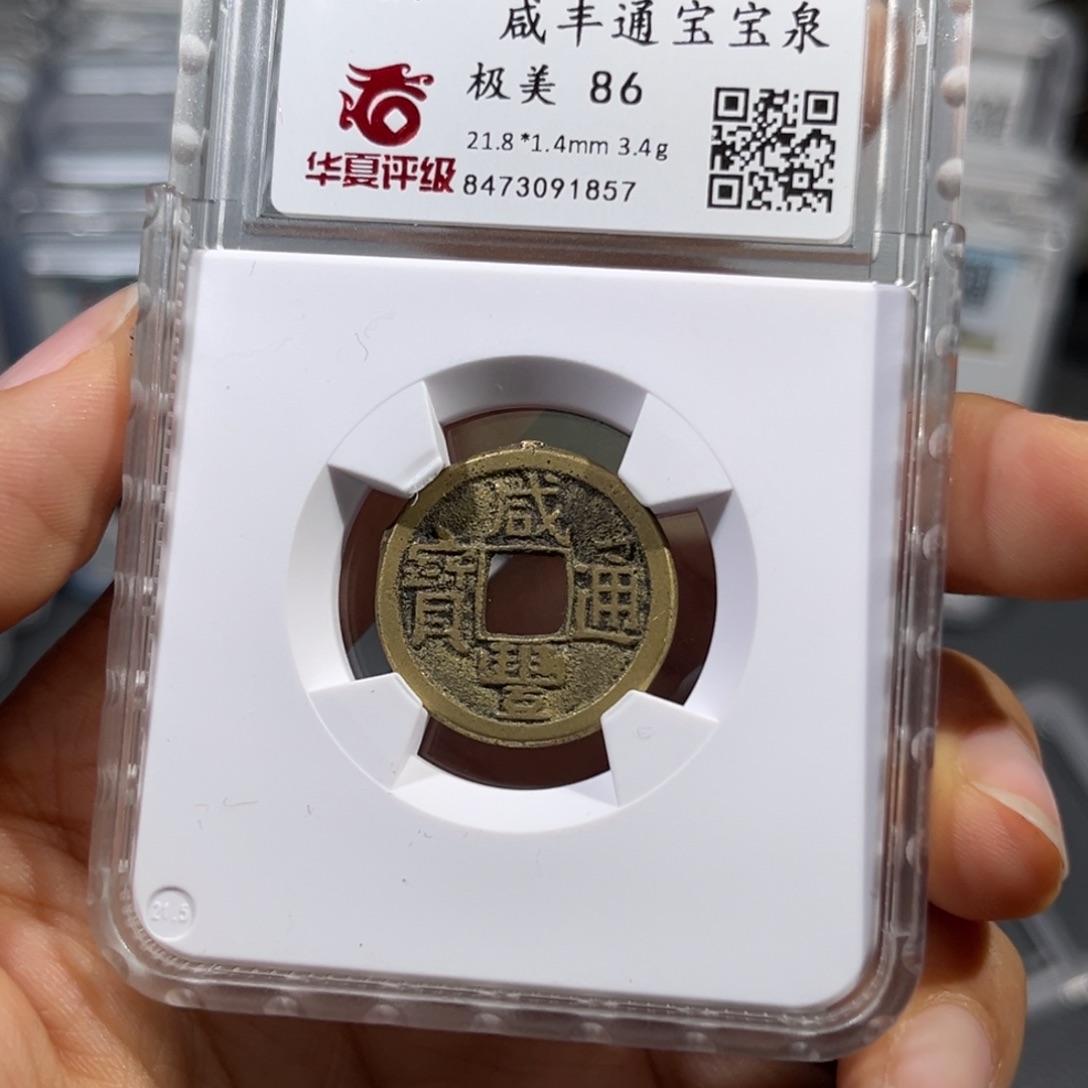 咸丰通宝宝泉
极美 86
21.8*1.4mm 3.4g
华夏评级
8473091857
咸
寶 通
豐
21.5